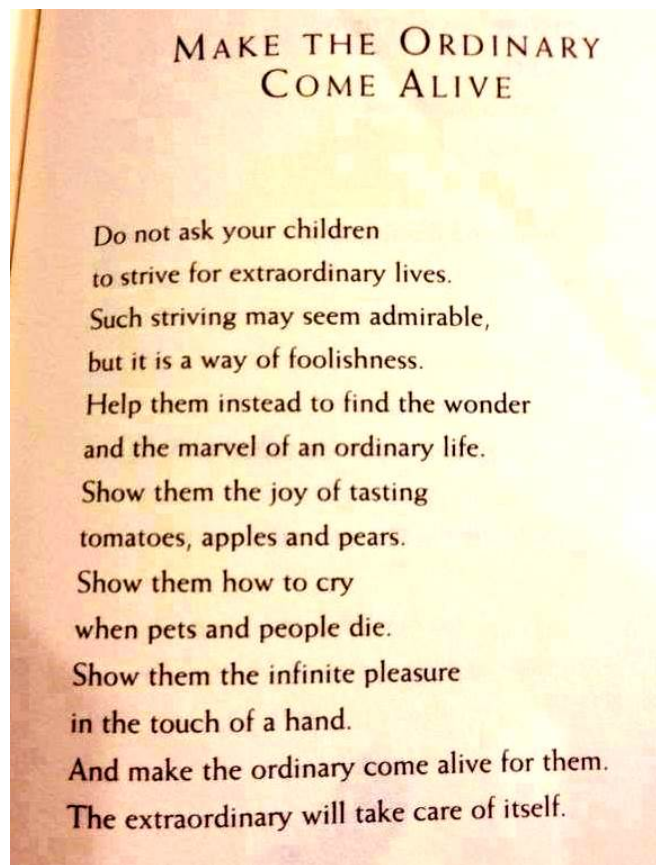 MAKE THE ORDINARY
COME ALIVE
Do not ask your children
to strive for extraordinary lives.
Such striving may seem admirable,
but it is a way of foolishness.
Help them instead to find the wonder
and the marvel of an ordinary life.
Show them the joy of tasting
tomatoes, apples and pears.
Show them how to cry
when pets and people die.
Show them the infinite pleasure
in the touch of a hand.
And make the ordinary come alive for them.
The extraordinary will take care of itself.